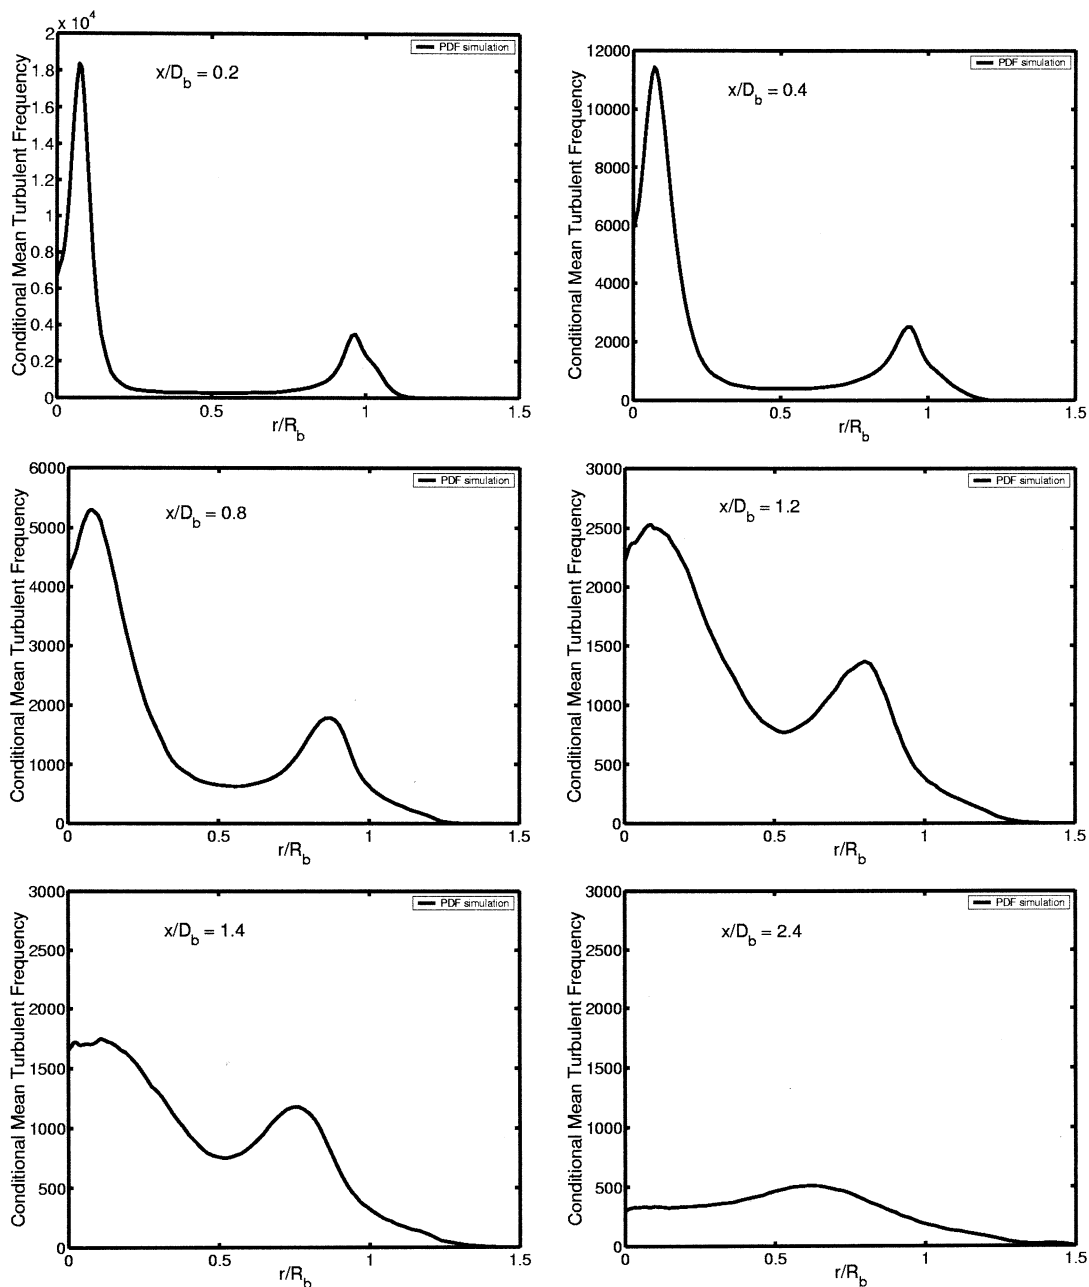 x 10⁴
2
1.8
1.6
1.4
1.2
1
0.8
0.6
0.4
0.2
0
Conditional Mean Turbulent Frequency
PDF simulation
x/D_b = 0.2
0 0.5 1 1.5
r/R_b
12000
10000
8000
6000
4000
2000
0
Conditional Mean Turbulent Frequency
PDF simulation
x/D_b = 0.4
0 0.5 1 1.5
r/R_b
6000
5000
4000
3000
2000
1000
0
Conditional Mean Turbulent Frequency
PDF simulation
x/D_b = 0.8
0 0.5 1 1.5
r/R_b
3000
2500
2000
1500
1000
500
0
Conditional Mean Turbulent Frequency
PDF simulation
x/D_b = 1.2
0 0.5 1 1.5
r/R_b
3000
2500
2000
1500
1000
500
0
Conditional Mean Turbulent Frequency
PDF simulation
x/D_b = 1.4
0 0.5 1 1.5
r/R_b
3000
2500
2000
1500
1000
500
0
Conditional Mean Turbulent Frequency
PDF simulation
x/D_b = 2.4
0 0.5 1 1.5
r/R_b